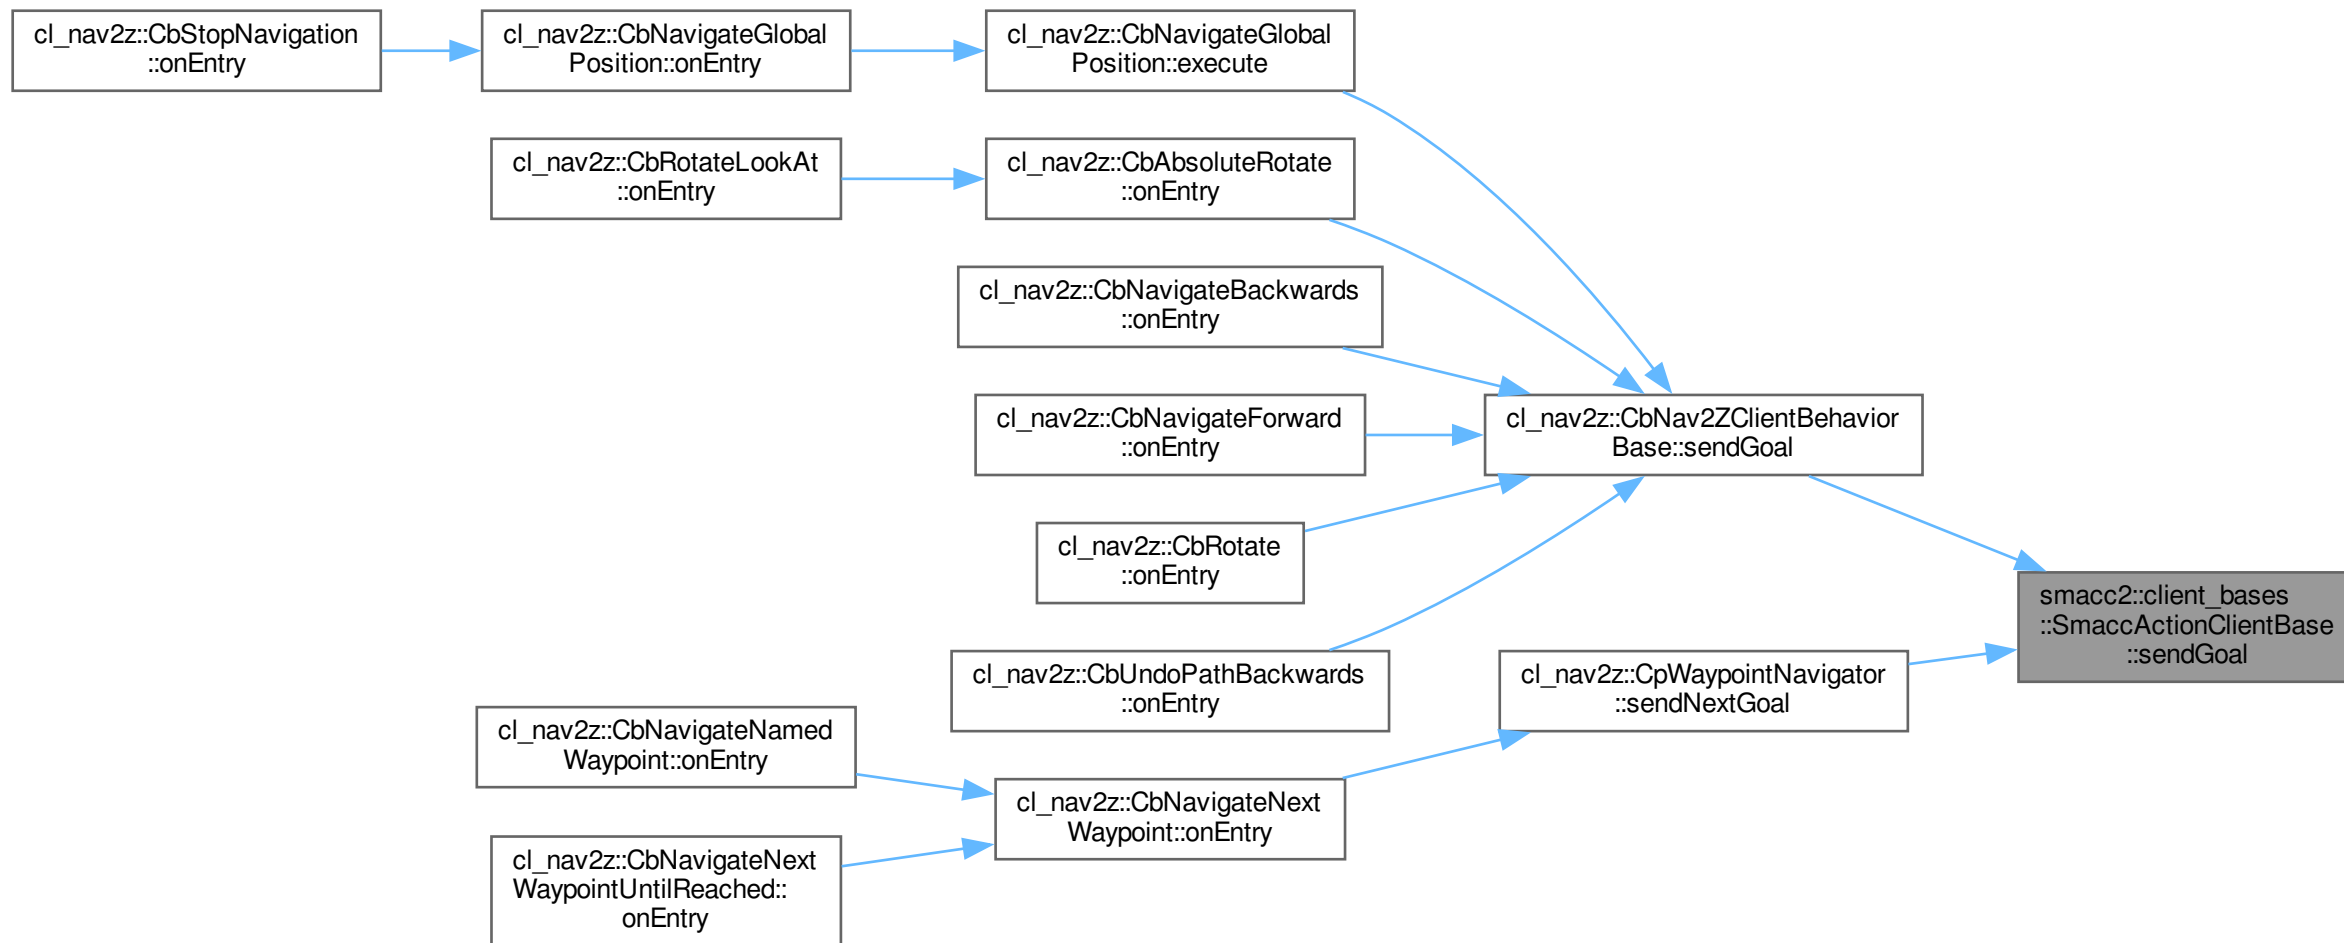 cl_nav2z::CbStopNavigation
::onEntry
cl_nav2z::CbNavigateGlobal
Position::onEntry
cl_nav2z::CbNavigateGlobal
Position::execute
cl_nav2z::CbRotateLookAt
::onEntry
cl_nav2z::CbAbsoluteRotate
::onEntry
cl_nav2z::CbNavigateBackwards
::onEntry
cl_nav2z::CbNavigateForward
::onEntry
cl_nav2z::CbNav2ZClientBehavior
Base::sendGoal
cl_nav2z::CbRotate
::onEntry
smacc2::client_bases
::SmaccActionClientBase
::sendGoal
cl_nav2z::CbUndoPathBackwards
::onEntry
cl_nav2z::CpWaypointNavigator
::sendNextGoal
cl_nav2z::CbNavigateNamed
Waypoint::onEntry
cl_nav2z::CbNavigateNext
Waypoint::onEntry
cl_nav2z::CbNavigateNext
WaypointUntilReached::
onEntry